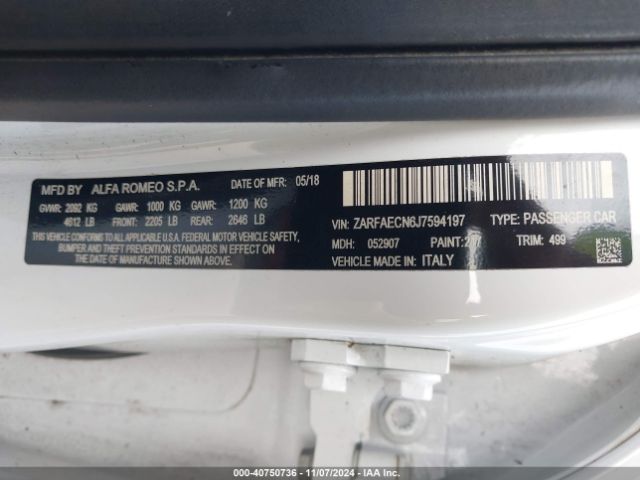 MFD BY ALFA ROMEO S.P.A. DATE OF MFR: 05/18
GVWR: 2092 KG GAWR: 1000 KG GAWR: 1200 KG
4612 LB FRONT: 2205 LB REAR: 2646 LB
THIS VEHICLE CONFORMS TO ALL APPLICABLE U.S.A. FEDERAL MOTOR VEHICLE SAFETY,
BUMPER AND THEFT PREVENTION STANDARDS IN EFFECT ON
THE DATE OF MANUFACTURE SHOWN ABOVE.
VIN: ZARFAECN6J7594197 TYPE: PASSENGER CAR
MDH: 052907 PAINT: TRIM: 499
VEHICLE MADE IN: ITALY
000-40750736 - 11/07/2024 - IAA Affiliates